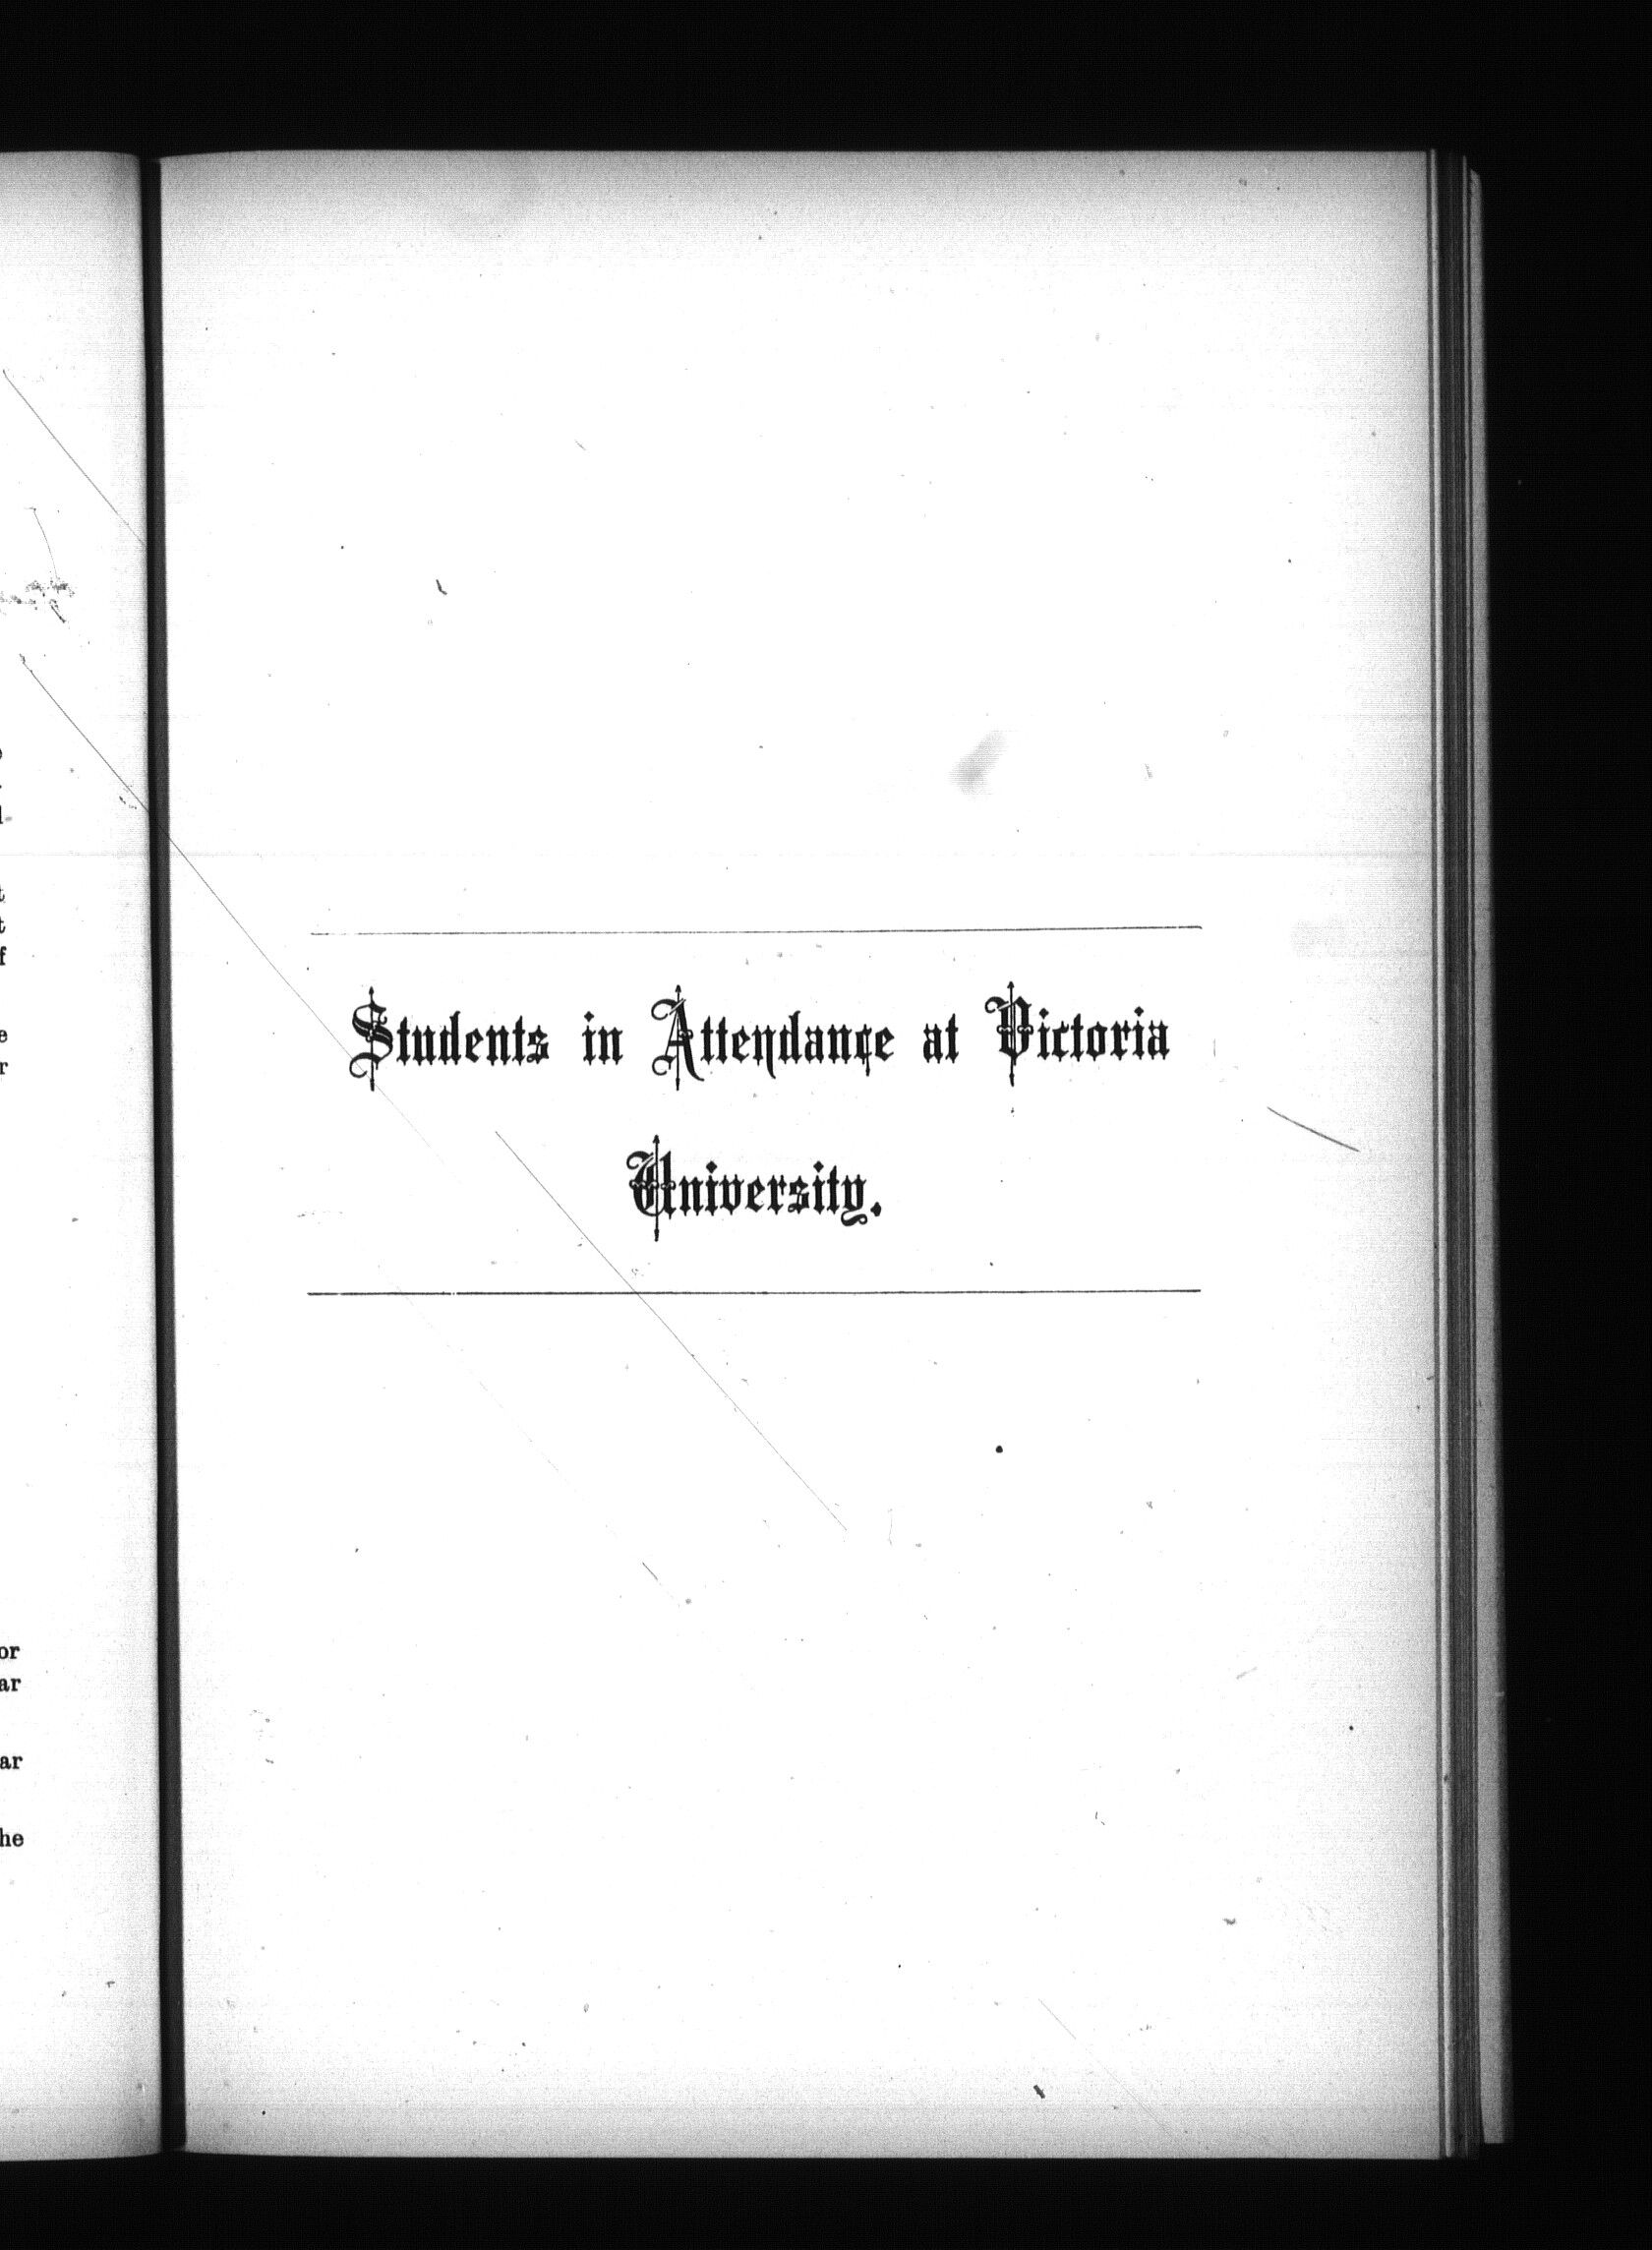 Students in Attendance at Victoria
University.